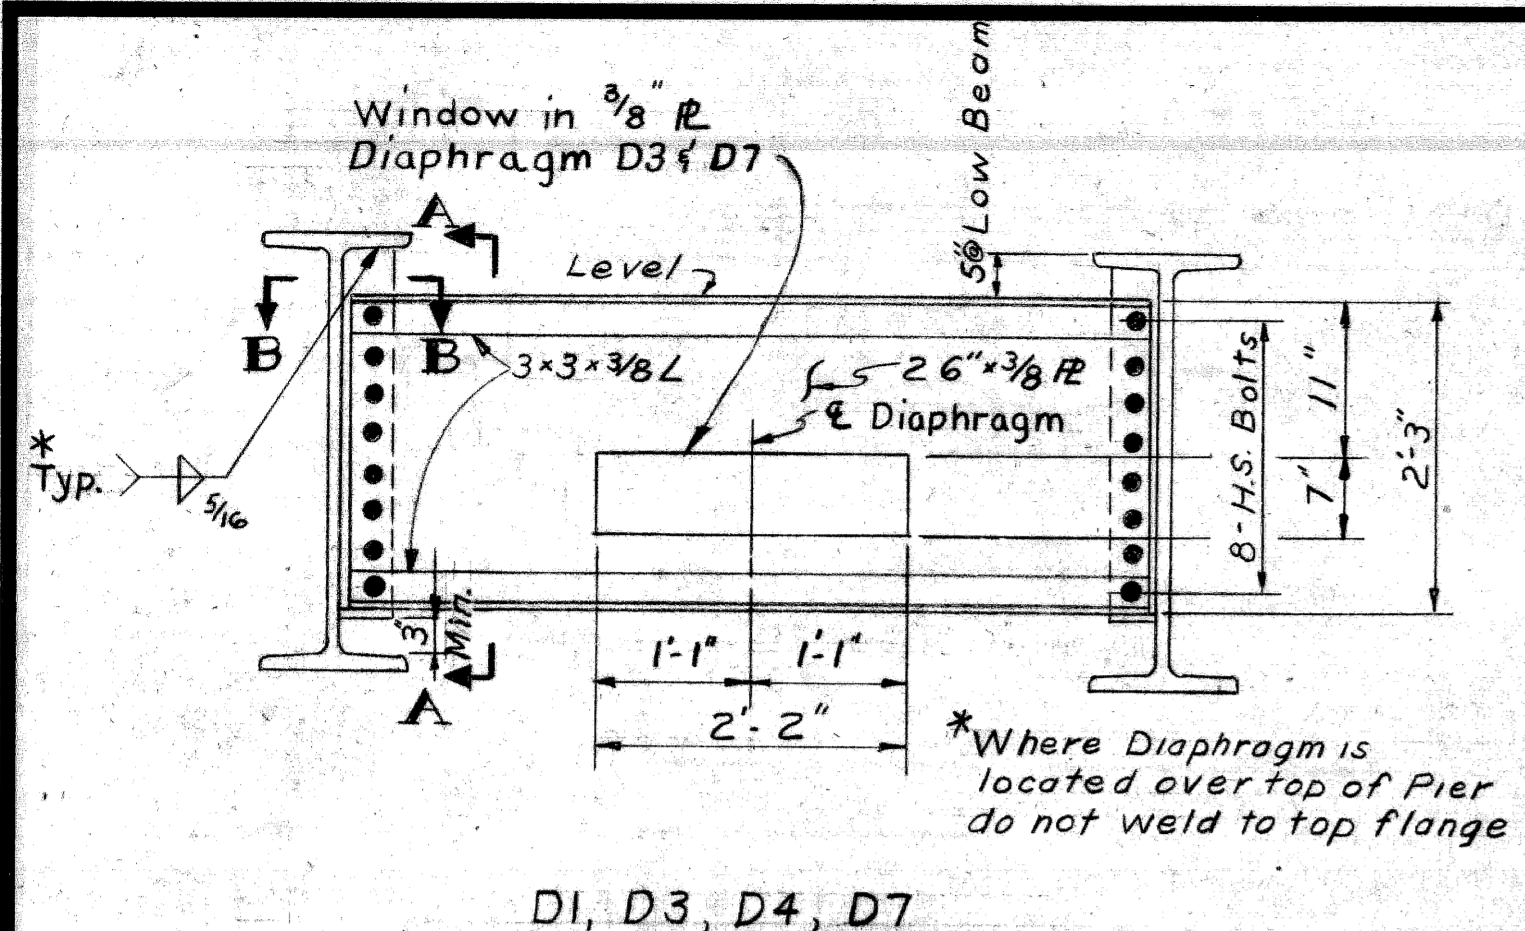 Window in 3/8" ℄
Diaphragm D3 & D7
5"@ Low Beam
A
Level
B
B
3×3×3/8 L
26"×3/8 PL
℄ Diaphragm
*
Typ.
5/16
8-H.S. Bolts
11"
7"
2'-3"
3"
Min.
A
1'-1"
1'-1"
2'-2"
*Where Diaphragm is
located over top of Pier
do not weld to top flange
D1, D3, D4, D7